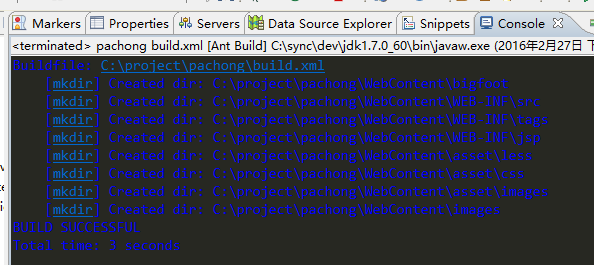 Markers Properties Servers Data Source Explorer Snippets Console
<terminated> pachong build.xml [Ant Build] C:\sync\dev\jdk1.7.0_60\bin\javaw.exe (2016年2月27日 下
Buildfile: C:\project\pachong\build.xml
[mkdir] Created dir: C:\project\pachong\WebContent\bigfoot
[mkdir] Created dir: C:\project\pachong\WebContent\WEB-INF\src
[mkdir] Created dir: C:\project\pachong\WebContent\WEB-INF\tags
[mkdir] Created dir: C:\project\pachong\WebContent\WEB-INF\jsp
[mkdir] Created dir: C:\project\pachong\WebContent\asset\less
[mkdir] Created dir: C:\project\pachong\WebContent\asset\css
[mkdir] Created dir: C:\project\pachong\WebContent\asset\images
[mkdir] Created dir: C:\project\pachong\WebContent\images
BUILD SUCCESSFUL
Total time: 3 seconds